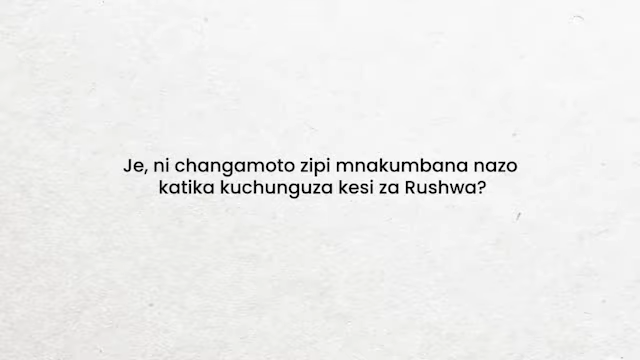 Je, ni changamoto zipi mnakumbana nazo
katika kuchunguza kesi za Rushwa?